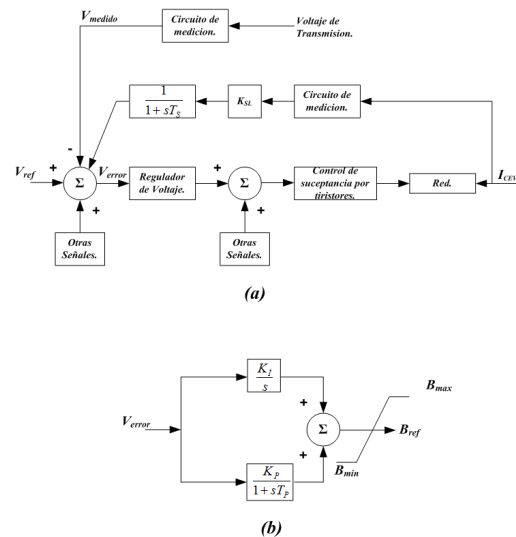 V_medido
Circuito de
medicion.
Voltaje de
Transmision.
1
1 + sT_S
K_SL
Circuito de
medicion.
-
+
V_ref
Σ
V_error
Regulador
de Voltaje.
+
Σ
Control de
suceptancia por
tiristores.
Red.
I_CEV
+
+
Otras
Señales.
Otras
Señales.
(a)
K_I
s
B_max
+
V_error
Σ
B_ref
+
B_min
K_P
1 + sT_P
(b)